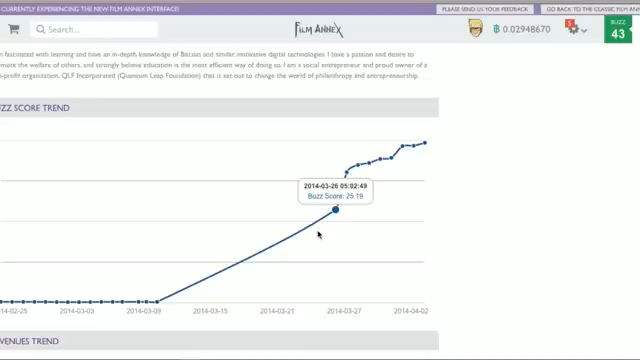 CURRENTLY EXPERIENCING THE NEW FILM ANNEX INTERFACE!
PLEASE SEND US YOUR FEEDBACK
GO BACK TO THE CLASSIC FILM AN
Search...
FILM ANNEX
0.02948670
5
BUZZ
43
fascinated with learning and have an in-depth knowledge of Bitcoin and similar innovative digital technologies. I have a passion and desire to
mote the welfare of others, and strongly believe education is the most efficient way of doing so. I am a social entrepreneur and proud owner of a
-profit organization, QLF Incorporated (Quantum Leap Foundation) that is set out to change the world of philanthropy and entrepreneurship.
UZZ SCORE TREND
2014-03-26 05:02:49
Buzz Score: 25.19
14-02-25
2014-03-03
2014-03-09
2014-03-15
2014-03-21
2014-03-27
2014-04-02
VENUES TREND